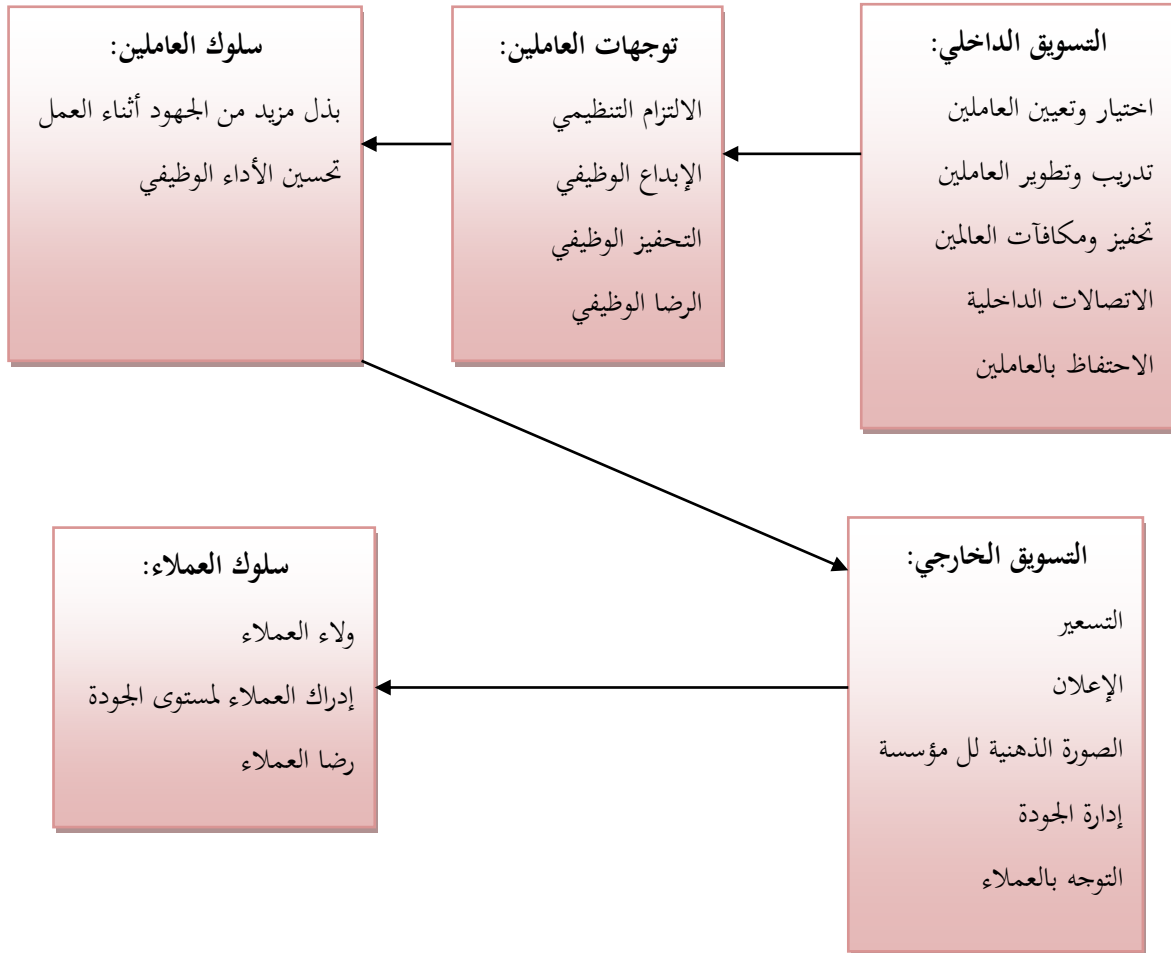 التسويق الداخلي:
اختيار وتعيين العاملين
تدريب وتطوير العاملين
تحفيز ومكافآت العالمين
الاتصالات الداخلية
الاحتفاظ بالعاملين
توجهات العاملين:
الالتزام التنظيمي
الإبداع الوظيفي
التحفيز الوظيفي
الرضا الوظيفي
سلوك العاملين:
بذل مزيد من الجهود أثناء العمل
تحسين الأداء الوظيفي
التسويق الخارجي:
التسعير
الإعلان
الصورة الذهنية لل مؤسسة
إدارة الجودة
التوجه بالعملاء
سلوك العملاء:
ولاء العملاء
إدراك العملاء لمستوى الجودة
رضا العملاء